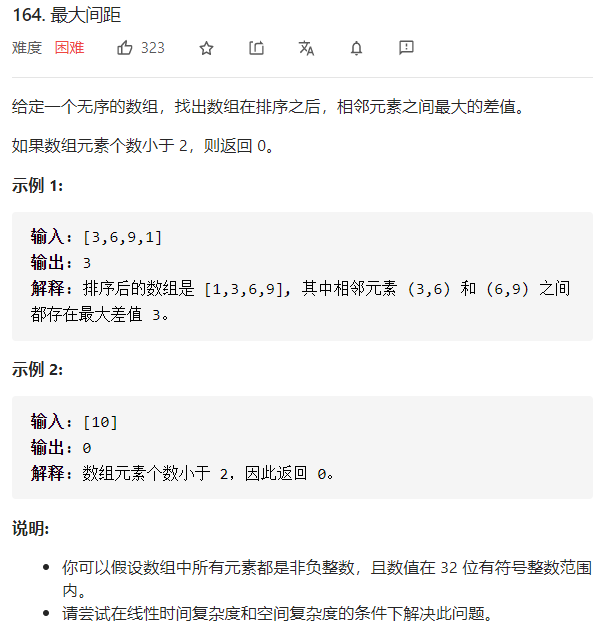 164. 最大间距
难度 困难 323
给定一个无序的数组，找出数组在排序之后，相邻元素之间最大的差值。
如果数组元素个数小于 2，则返回 0。
示例 1:
输入: [3,6,9,1]
输出: 3
解释: 排序后的数组是 [1,3,6,9], 其中相邻元素 (3,6) 和 (6,9) 之间
都存在最大差值 3。
示例 2:
输入: [10]
输出: 0
解释: 数组元素个数小于 2，因此返回 0。
说明:
• 你可以假设数组中所有元素都是非负整数，且数值在 32 位有符号整数范围
内。
• 请尝试在线性时间复杂度和空间复杂度的条件下解决此问题。